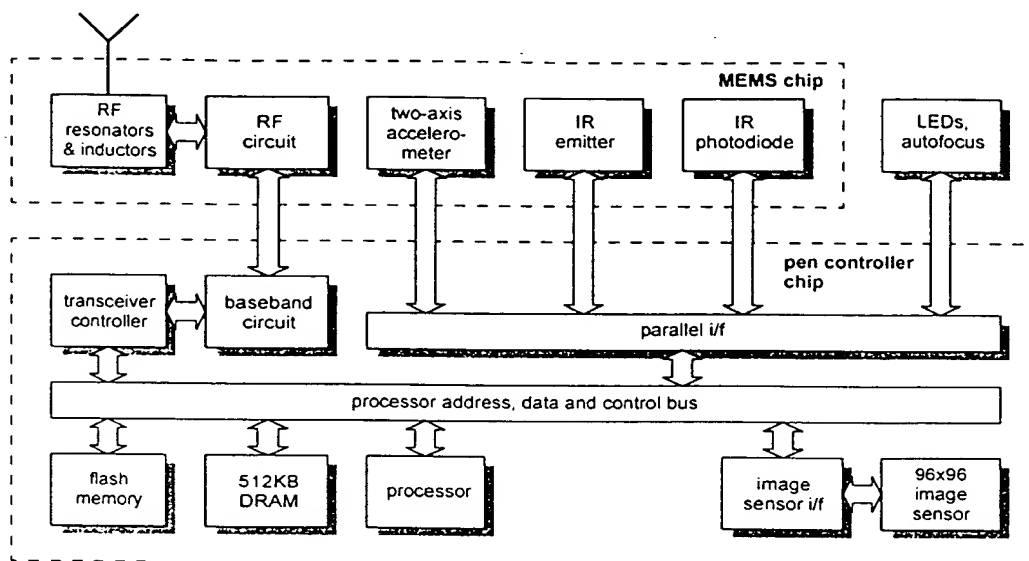 MEMS chip
RF
resonators
& inductors
RF
circuit
two-axis
accelero-
meter
IR
emitter
IR
photodiode
LEDs,
autofocus
pen controller
chip
transceiver
controller
baseband
circuit
parallel i/f
processor address, data and control bus
flash
memory
512KB
DRAM
processor
image
sensor i/f
96x96
image
sensor